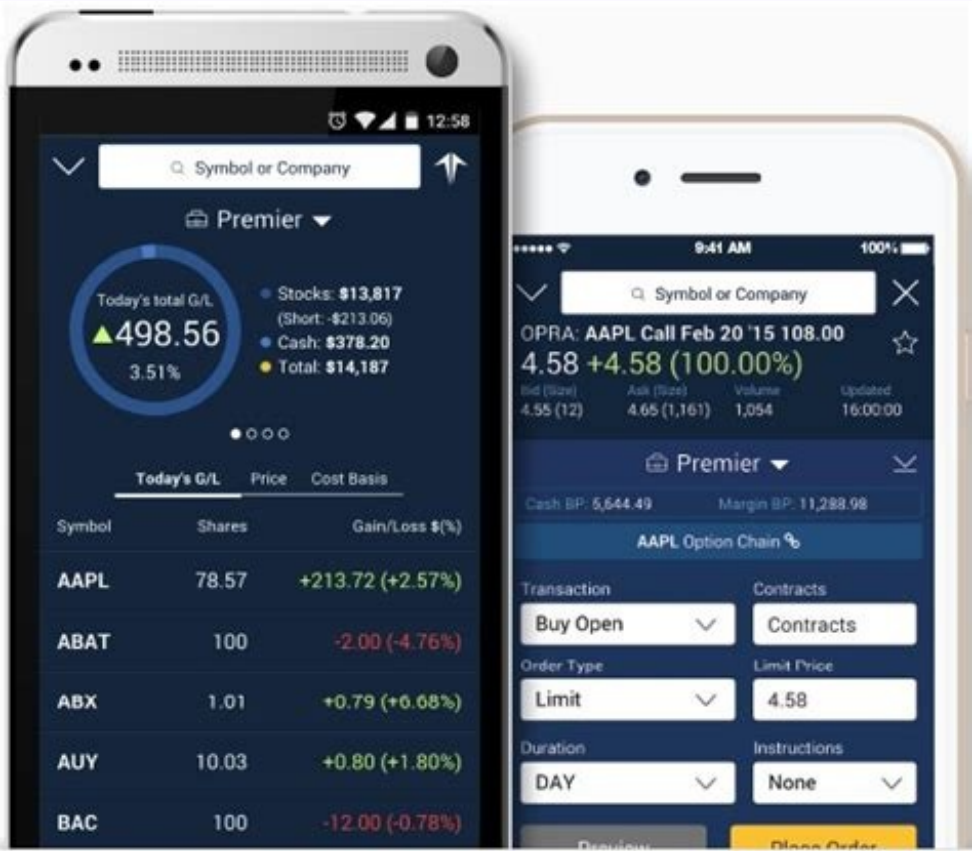 12:58
Symbol or Company
Premier
Today's total G/L
498.56
3.51%
Stocks: $13,817
(Short: -$213.06)
Cash: $378.20
Total: $14,187
Today's G/L Price Cost Basis
Symbol Shares Gain/Loss $(%)
AAPL 78.57 +213.72 (+2.57%)
ABAT 100 -2.00 (-4.76%)
ABX 1.01 +0.79 (+6.68%)
AUY 10.03 +0.80 (+1.80%)
BAC 100 -12.00 (-0.78%)
9:41 AM 100%
Symbol or Company
OPRA: AAPL Call Feb 20 '15 108.00
4.58 +4.58 (100.00%)
Bid (Size) Ask (Size) Volume Updated
4.55 (12) 4.65 (1,161) 1,054 16:00:00
Premier
Cash BP: 5,644.49 Margin BP: 11,288.98
AAPL Option Chain
Transaction Contracts
Buy Open Contracts
Order Type Limit Price
Limit 4.58
Duration Instructions
DAY None
Preview Place Order